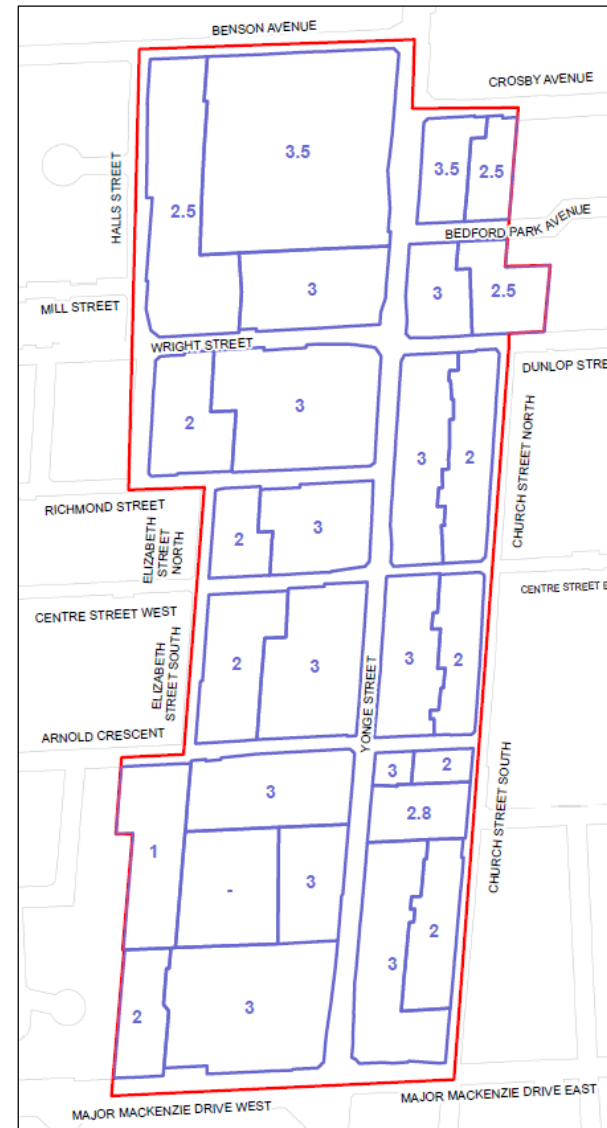 BENSON AVENUE
CROSBY AVENUE
3.5
3.5
2.5
HALLS STREET
2.5
BEDFORD PARK AVENUE
3
3
2.5
MILL STREET
WRIGHT STREET
DUNLOP STRE
2
3
3
2
CHURCH STREET NORTH
RICHMOND STREET
ELIZABETH
STREET
NORTH
2
3
CENTRE STREET WEST
CENTRE STREET E
ELIZABETH
STREET SOUTH
2
3
3
2
YONGE STREET
ARNOLD CRESCENT
3
2
3
2.8
CHURCH STREET SOUTH
1
-
3
2
3
2
3
MAJOR MACKENZIE DRIVE WEST
MAJOR MACKENZIE DRIVE EAST